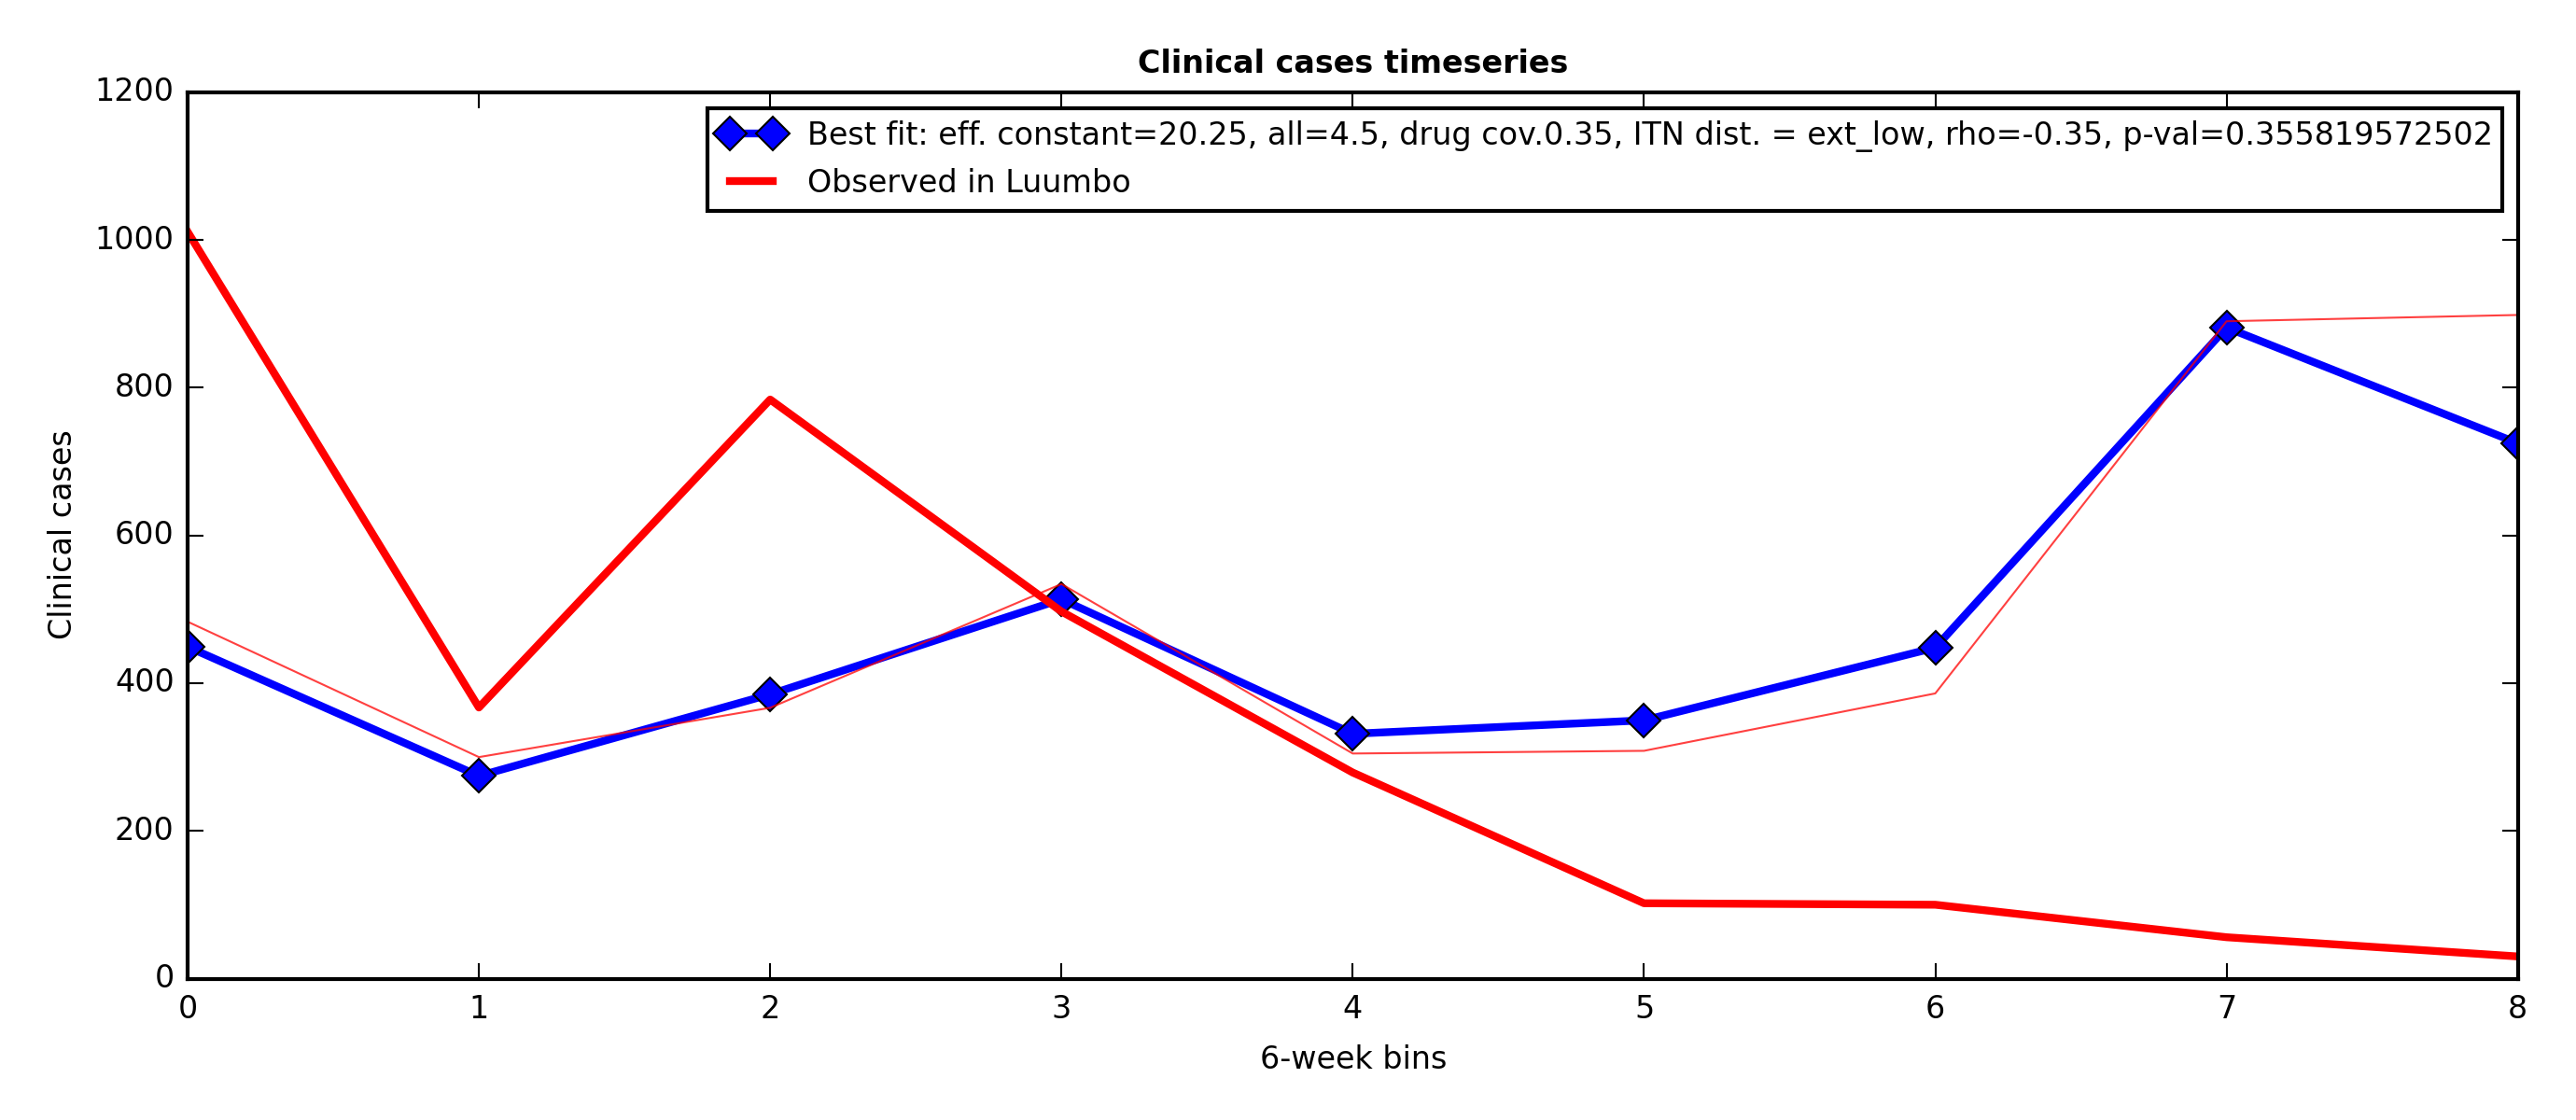 Clinical cases timeseries
Best fit: eff. constant=20.25, all=4.5, drug cov.0.35, ITN dist. = ext_low, rho=-0.35, p-val=0.355819572502
Observed in Luumbo
1200
1000
800
600
400
200
0
Clinical cases
0 1 2 3 4 5 6 7 8
6-week bins